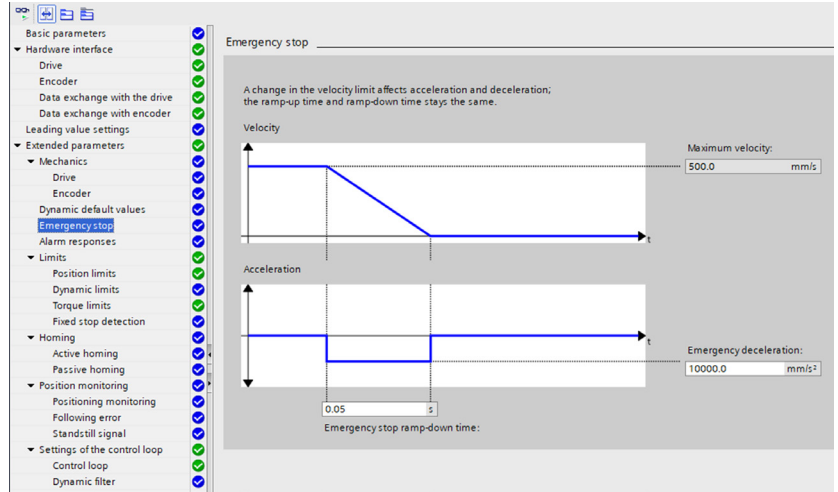 Basic parameters
Hardware interface
Drive
Encoder
Data exchange with the drive
Data exchange with encoder
Leading value settings
Extended parameters
Mechanics
Drive
Encoder
Dynamic default values
Emergency stop
Alarm responses
Limits
Position limits
Dynamic limits
Torque limits
Fixed stop detection
Homing
Active homing
Passive homing
Position monitoring
Positioning monitoring
Following error
Standstill signal
Settings of the control loop
Control loop
Dynamic filter
Emergency stop
A change in the velocity limit affects acceleration and deceleration;
the ramp-up time and ramp-down time stays the same.
Velocity
Maximum velocity:
500.0 mm/s
t
Acceleration
t
Emergency deceleration:
10000.0 mm/s²
0.05 s
Emergency stop ramp-down time: